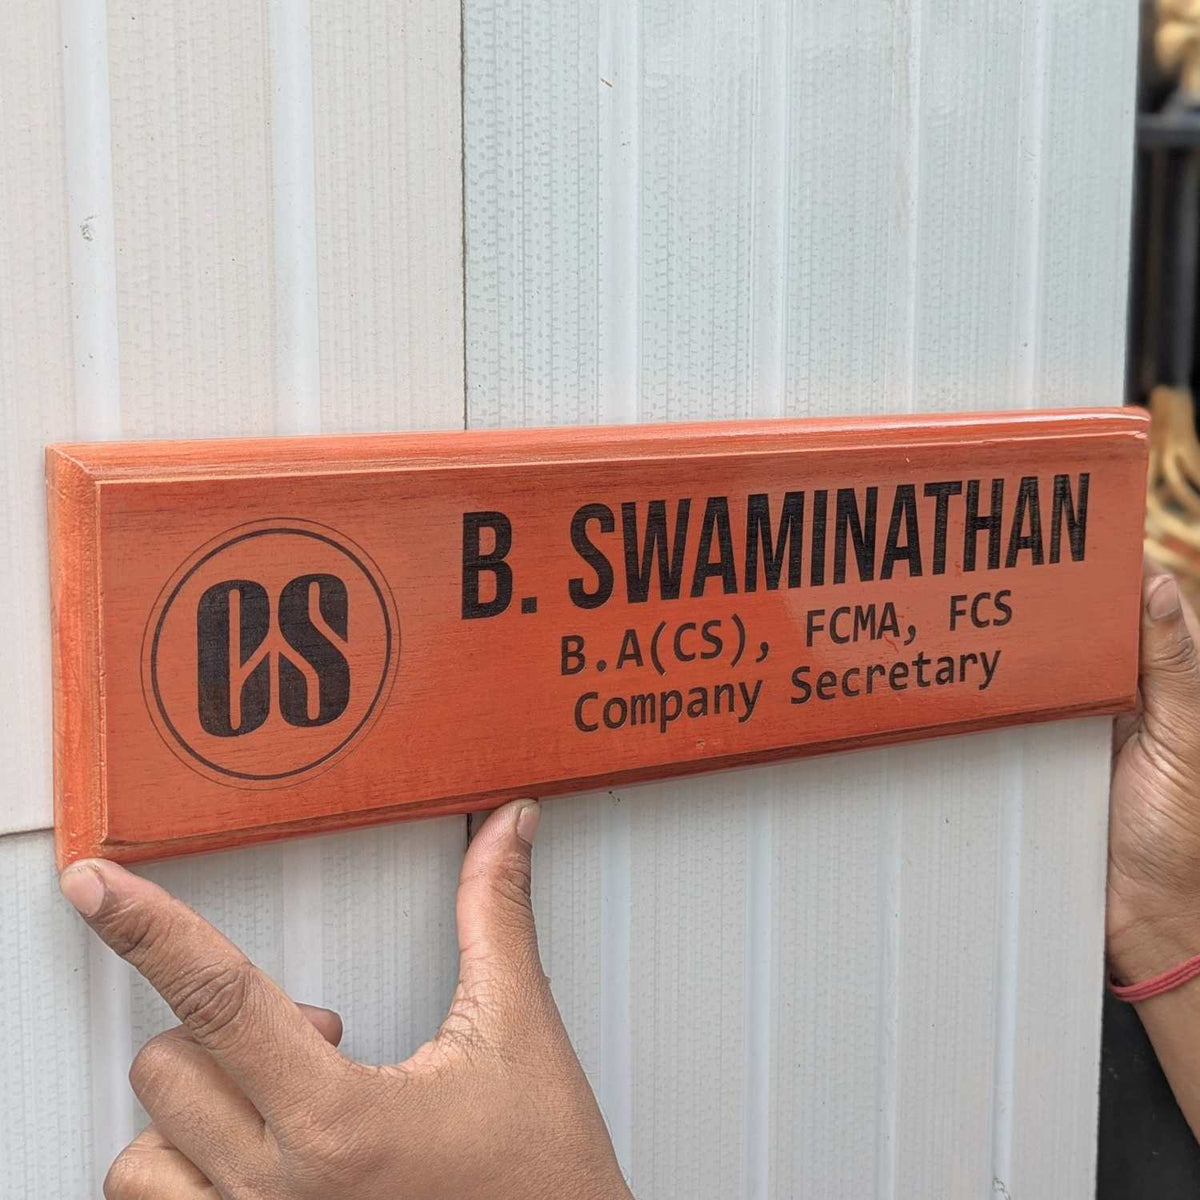 CS
B. SWAMINATHAN
B.A(CS), FCMA, FCS
Company Secretary